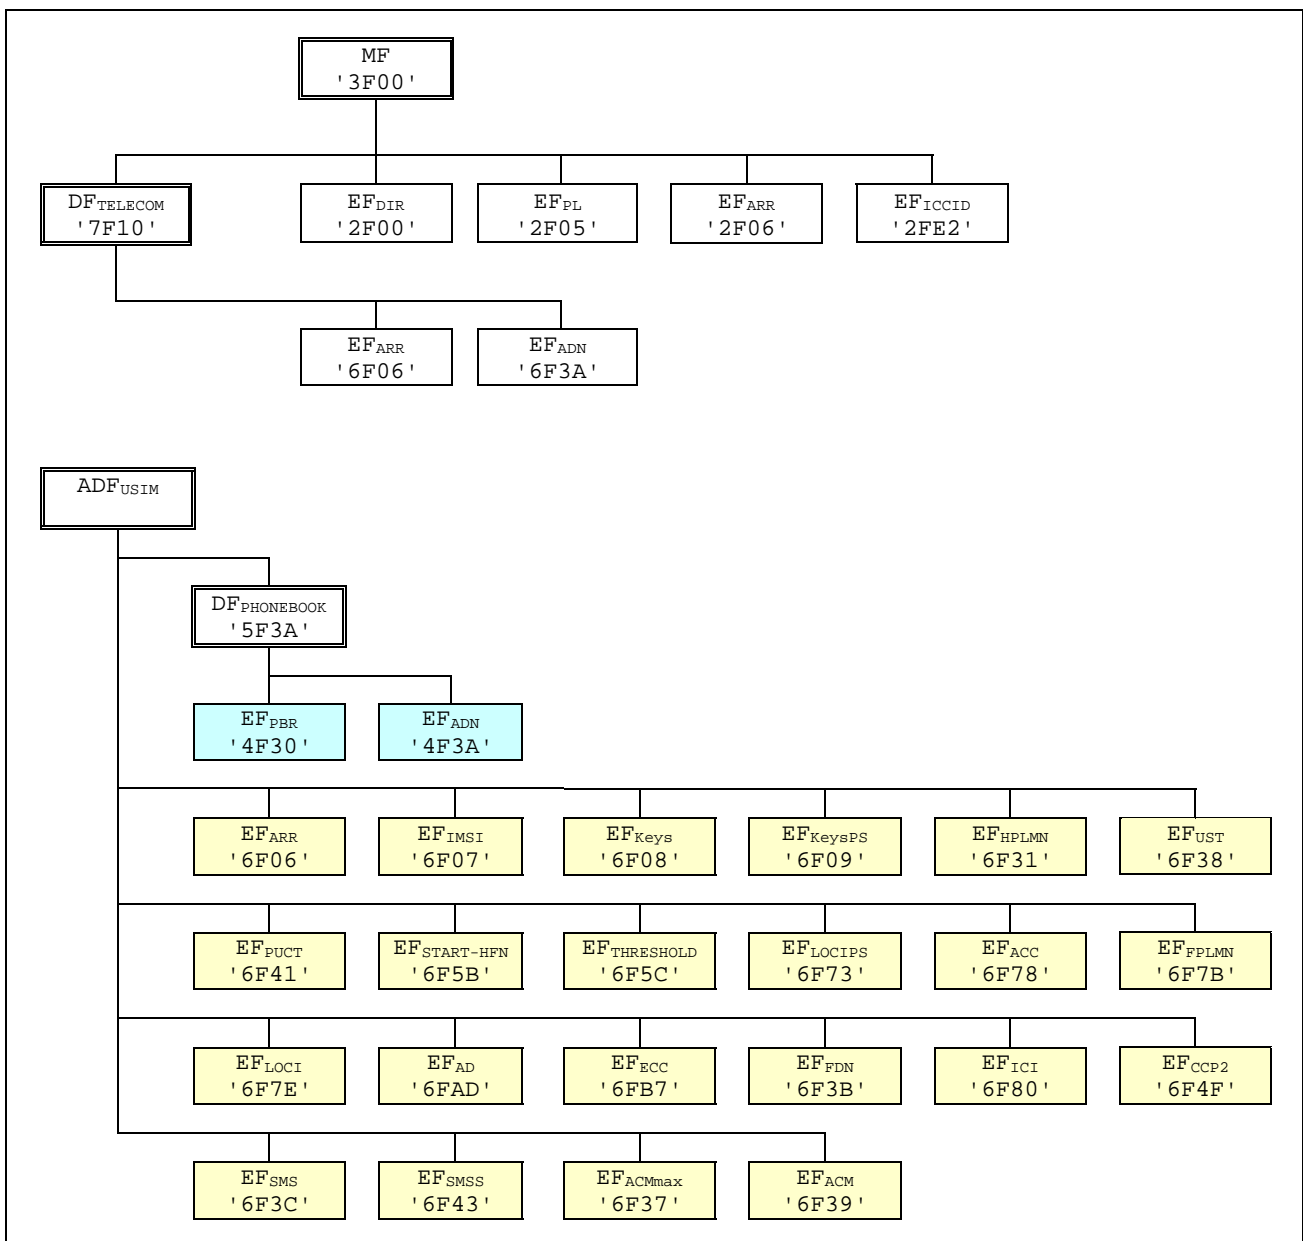 MF
'3F00'
DFTELECOM
'7F10'
EFDIR
'2F00'
EFPL
'2F05'
EFARR
'2F06'
EFICCID
'2FE2'
EFARR
'6F06'
EFADN
'6F3A'
ADFUSIM
DFPHONEBOOK
'5F3A'
EFPBR
'4F30'
EFADN
'4F3A'
EFARR
'6F06'
EFIMSI
'6F07'
EFKeys
'6F08'
EFKeysPS
'6F09'
EFHPLMN
'6F31'
EFUST
'6F38'
EFPUCT
'6F41'
EFSTART-HFN
'6F5B'
EFTHRESHOLD
'6F5C'
EFLOCIPS
'6F73'
EFACC
'6F78'
EFFPLMN
'6F7B'
EFLOCI
'6F7E'
EFAD
'6FAD'
EFECC
'6FB7'
EFFDN
'6F3B'
EFICI
'6F80'
EFCCP2
'6F4F'
EFSMS
'6F3C'
EFSMSS
'6F43'
EFACMmax
'6F37'
EFACM
'6F39'